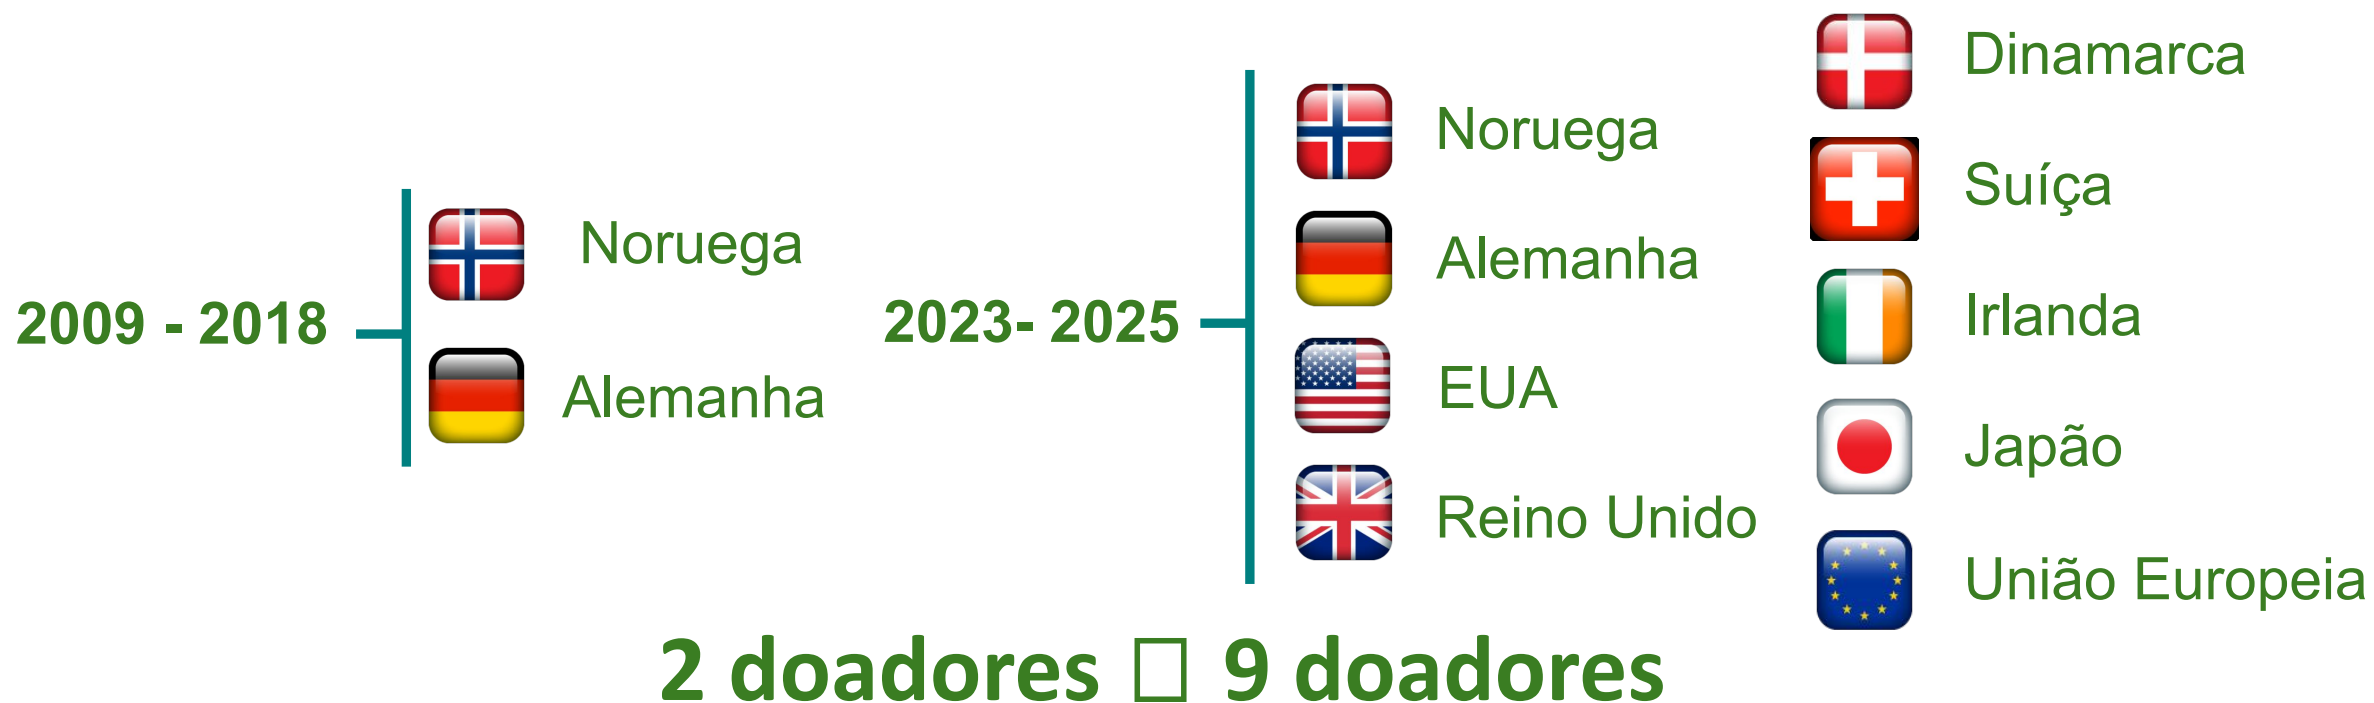 2009 - 2018
Noruega
Alemanha
2023- 2025
Noruega
Alemanha
EUA
Reino Unido
Dinamarca
Suíça
Irlanda
Japão
União Europeia
2 doadores □ 9 doadores